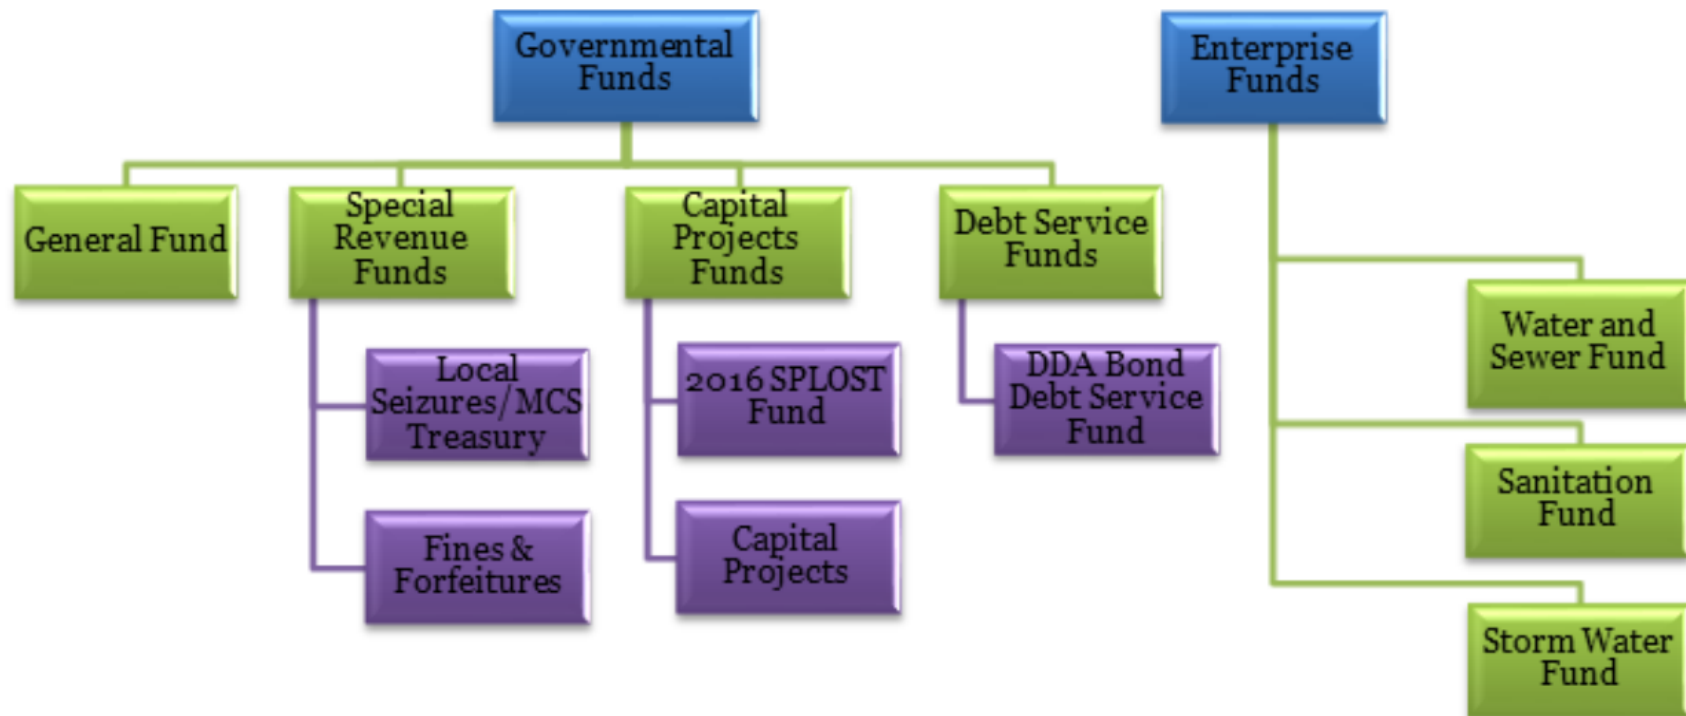 Governmental
Funds
Enterprise
Funds
General Fund
Special
Revenue
Funds
Capital
Projects
Funds
Debt Service
Funds
Local
Seizures/MCS
Treasury
Fines &
Forfeitures
2016 SPLOST
Fund
Capital
Projects
DDA Bond
Debt Service
Fund
Water and
Sewer Fund
Sanitation
Fund
Storm Water
Fund